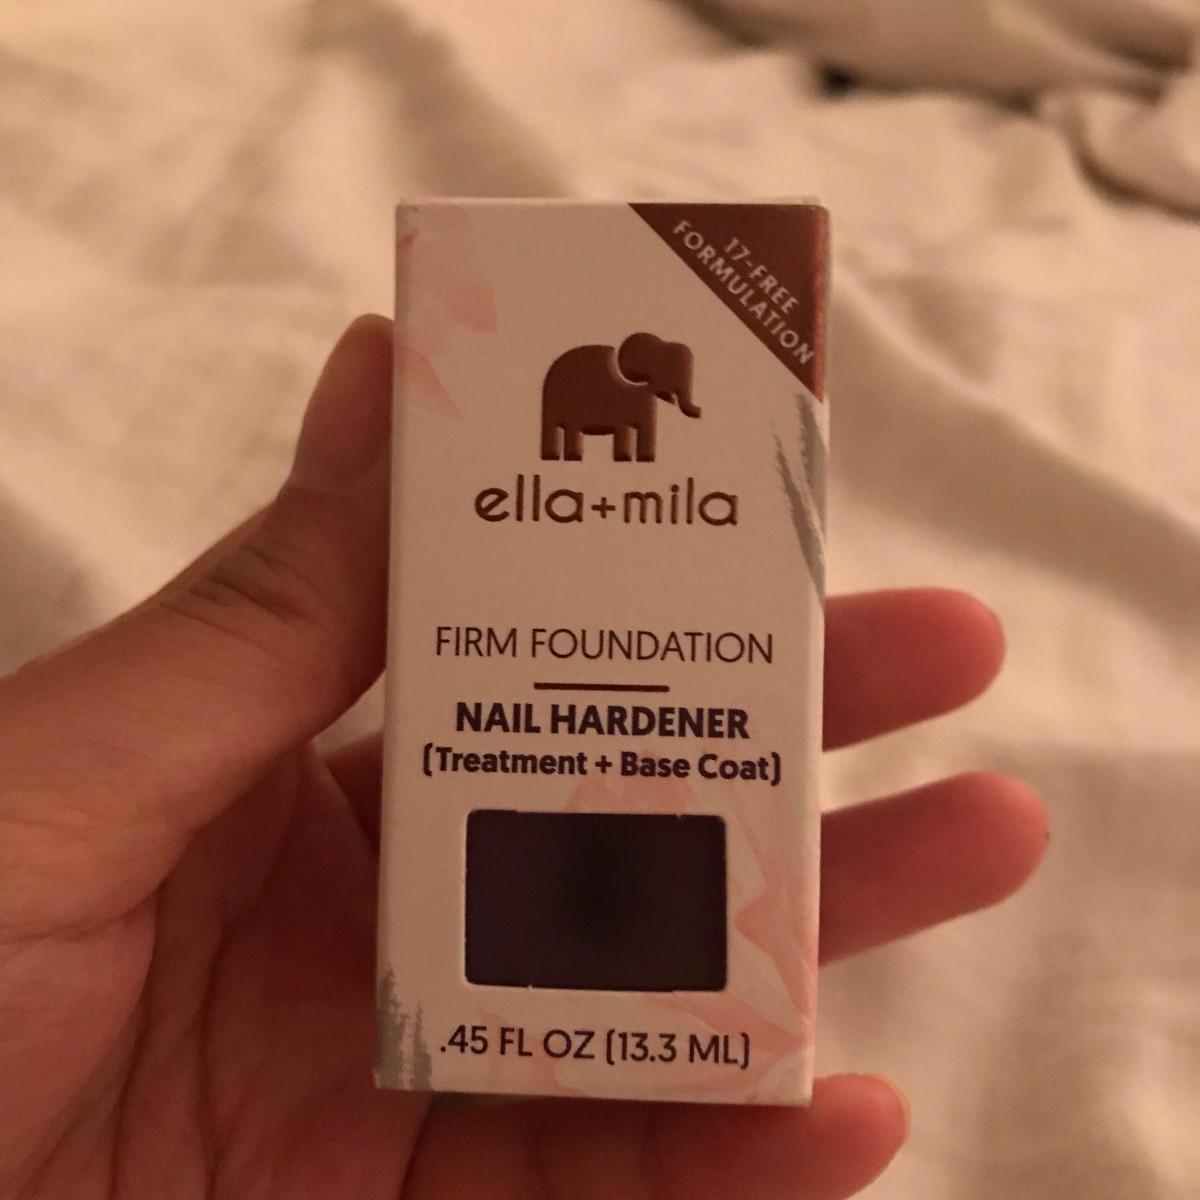 17-FREE
FORMULATION
ella+mila
FIRM FOUNDATION
NAIL HARDENER
(Treatment + Base Coat)
.45 FL OZ (13.3 ML)